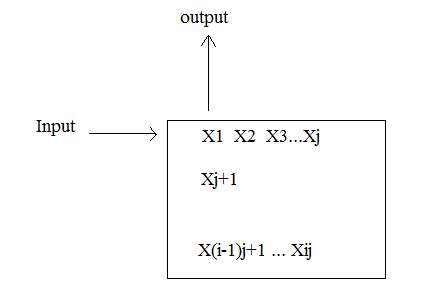 output
Input
X1 X2 X3...Xj
Xj+1
X(i-1)j+1 ... Xij